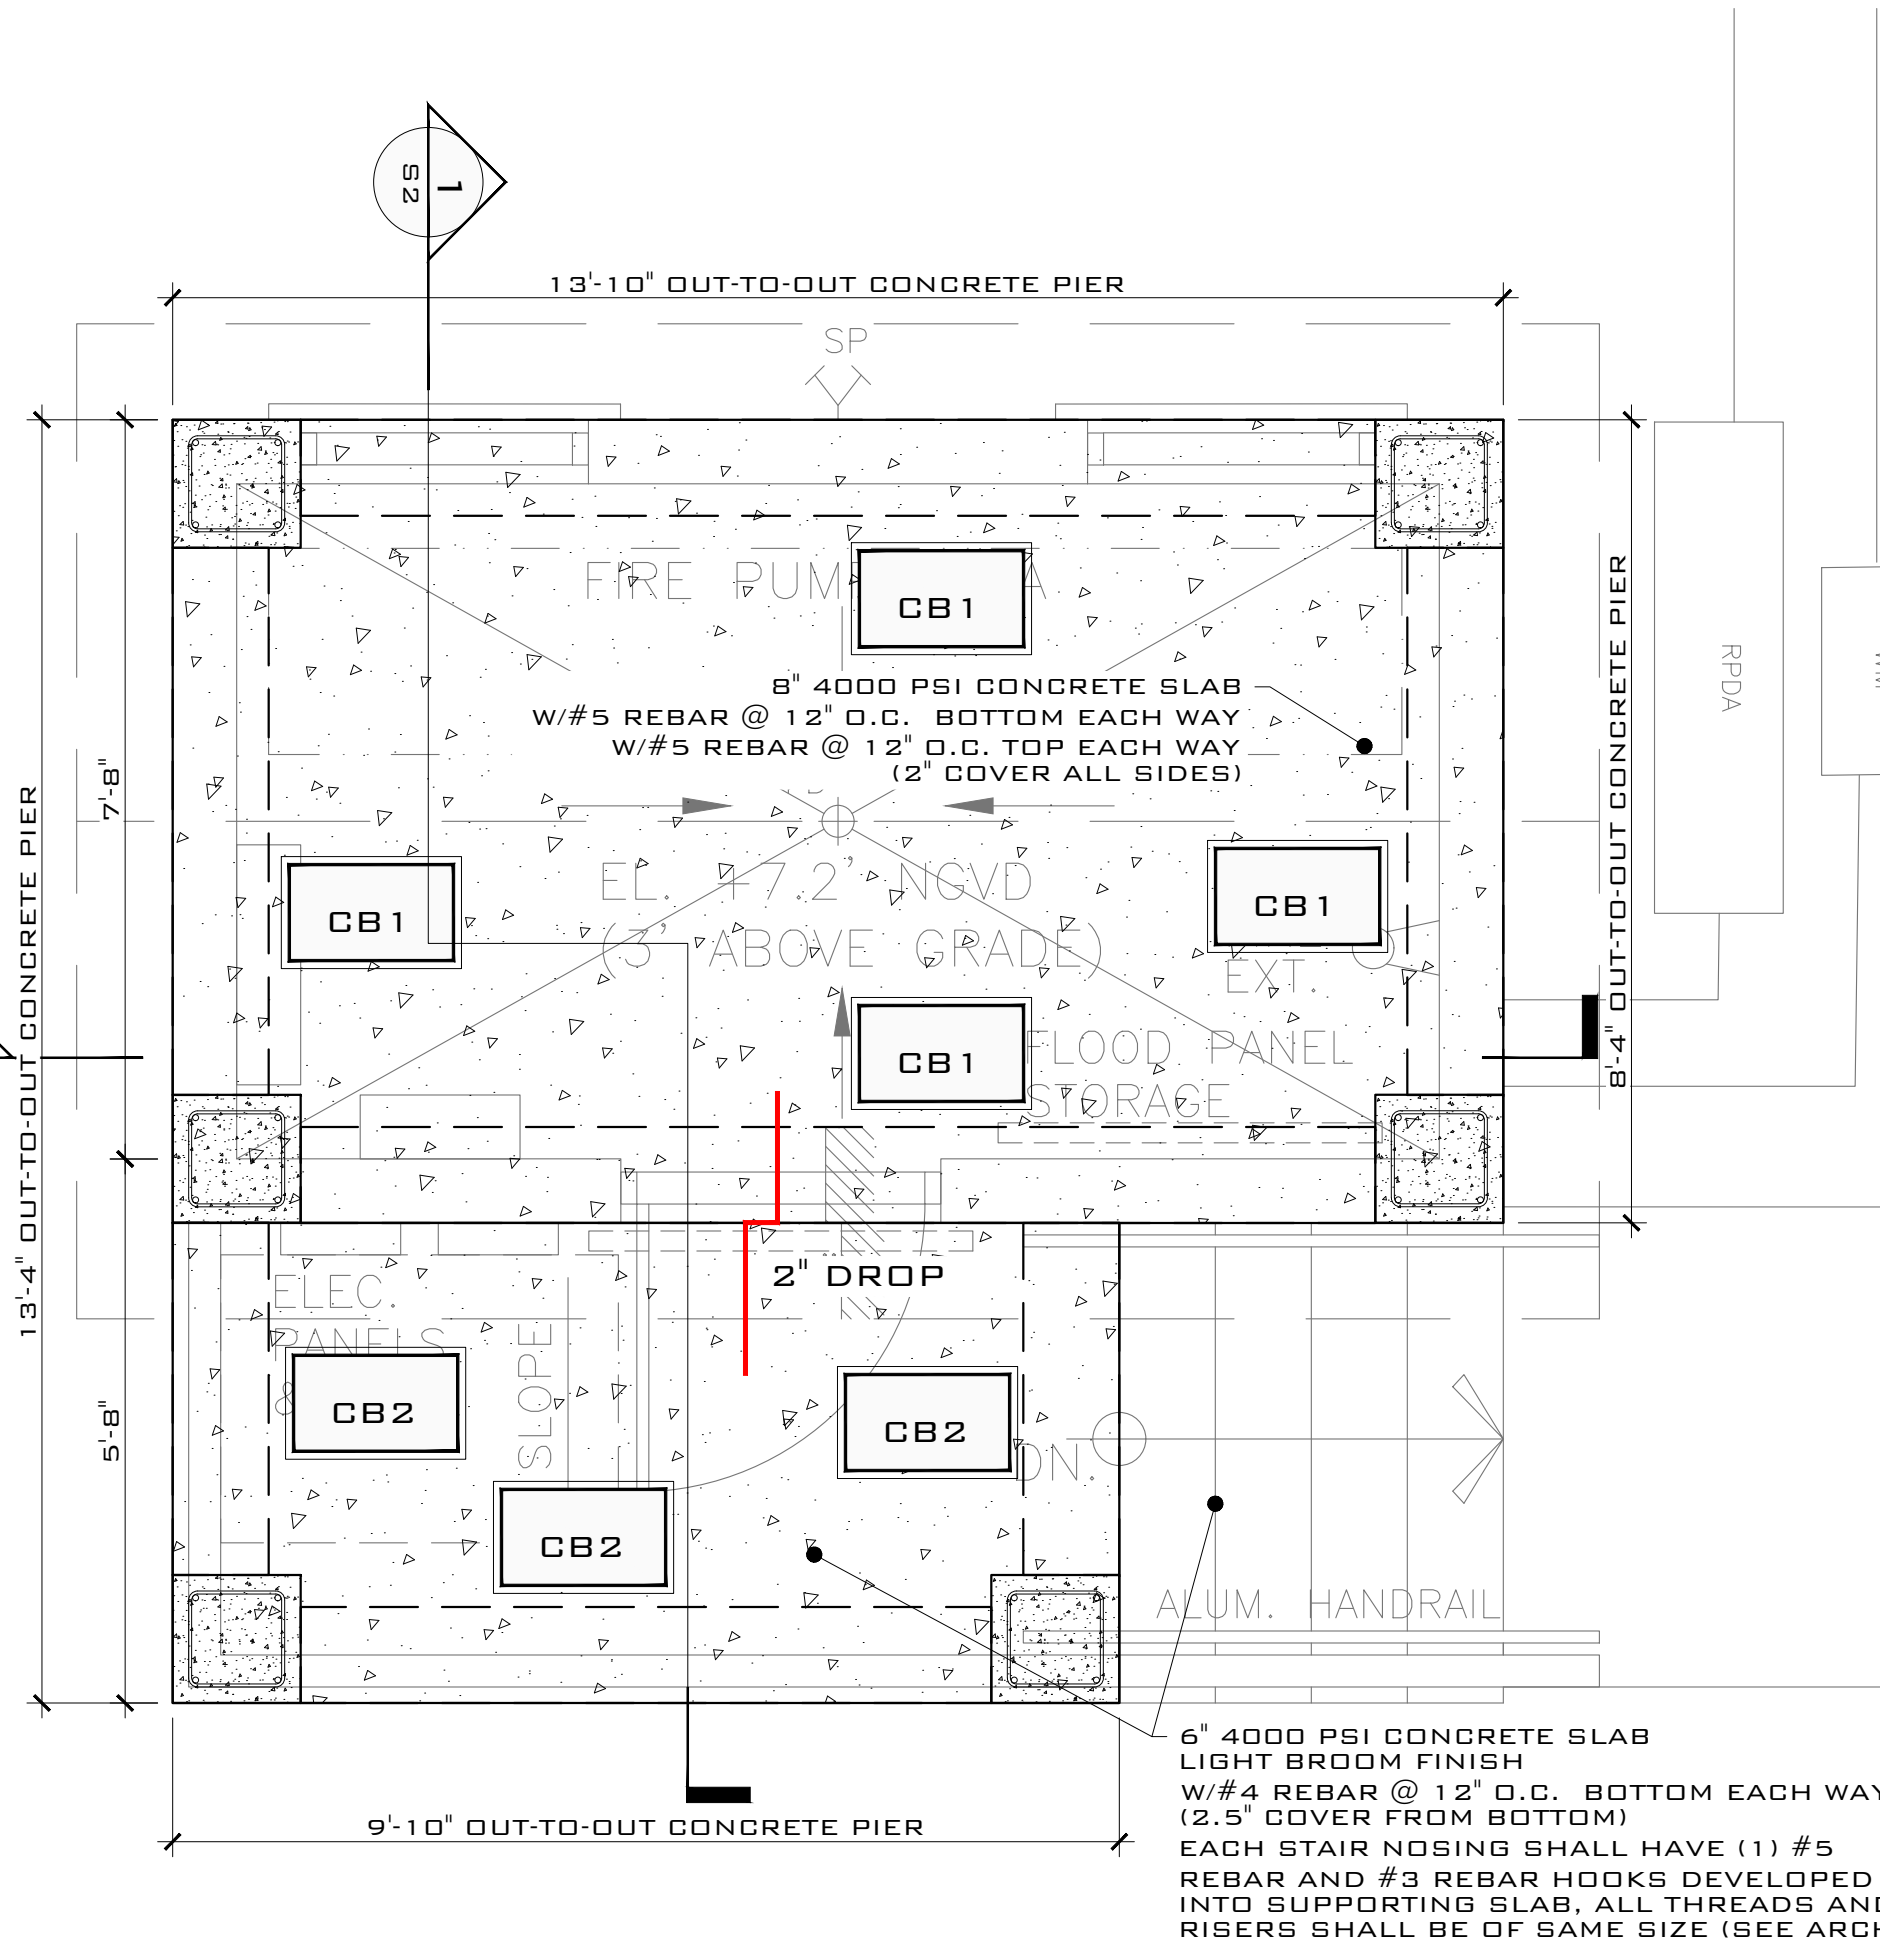 1
S2
13'-10" OUT-TO-OUT CONCRETE PIER
SP
FIRE PUM
CB1
8" 4000 PSI CONCRETE SLAB
W/#5 REBAR @ 12" O.C. BOTTOM EACH WAY
W/#5 REBAR @ 12" O.C. TOP EACH WAY
(2" COVER ALL SIDES)
RPDA
7'-8"
13'-4" OUT-TO-OUT CONCRETE PIER
8'-4" OUT-TO-OUT CONCRETE PIER
EL. +7.2' NGVD
(3' ABOVE GRADE)
CB1
CB1
EXT.
CB1
FLOOD PANEL
STORAGE
2" DROP
ELEC.
PANELS
&
SLOPE
5'-8"
CB2
CB2
CB2
DN.
ALUM. HANDRAIL
9'-10" OUT-TO-OUT CONCRETE PIER
6" 4000 PSI CONCRETE SLAB
LIGHT BROOM FINISH
W/#4 REBAR @ 12" O.C. BOTTOM EACH WAY
(2.5" COVER FROM BOTTOM)
EACH STAIR NOSING SHALL HAVE (1) #5
REBAR AND #3 REBAR HOOKS DEVELOPED
INTO SUPPORTING SLAB, ALL THREADS AND
RISERS SHALL BE OF SAME SIZE (SEE ARCH